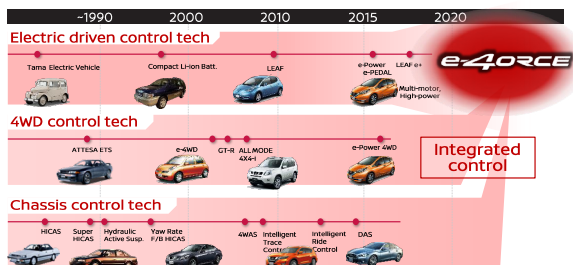 ~1990 2000 2010 2015 2020
Electric driven control tech
Tama Electric Vehicle
Compact Li-ion Batt.
LEAF
e-Power
e-PEDAL
LEAF e+
Multi-motor,
High-power
e-4ORCE
4WD control tech
ATTESA ETS
e-4WD
GT-R
ALL MODE
4X4-i
e-Power 4WD
Integrated
control
Chassis control tech
HICAS
Super
HICAS
Hydraulic
Active Susp.
Yaw Rate
F/B HICAS
4WAS
Intelligent
Trace
Control
Intelligent
Ride
Control
DAS